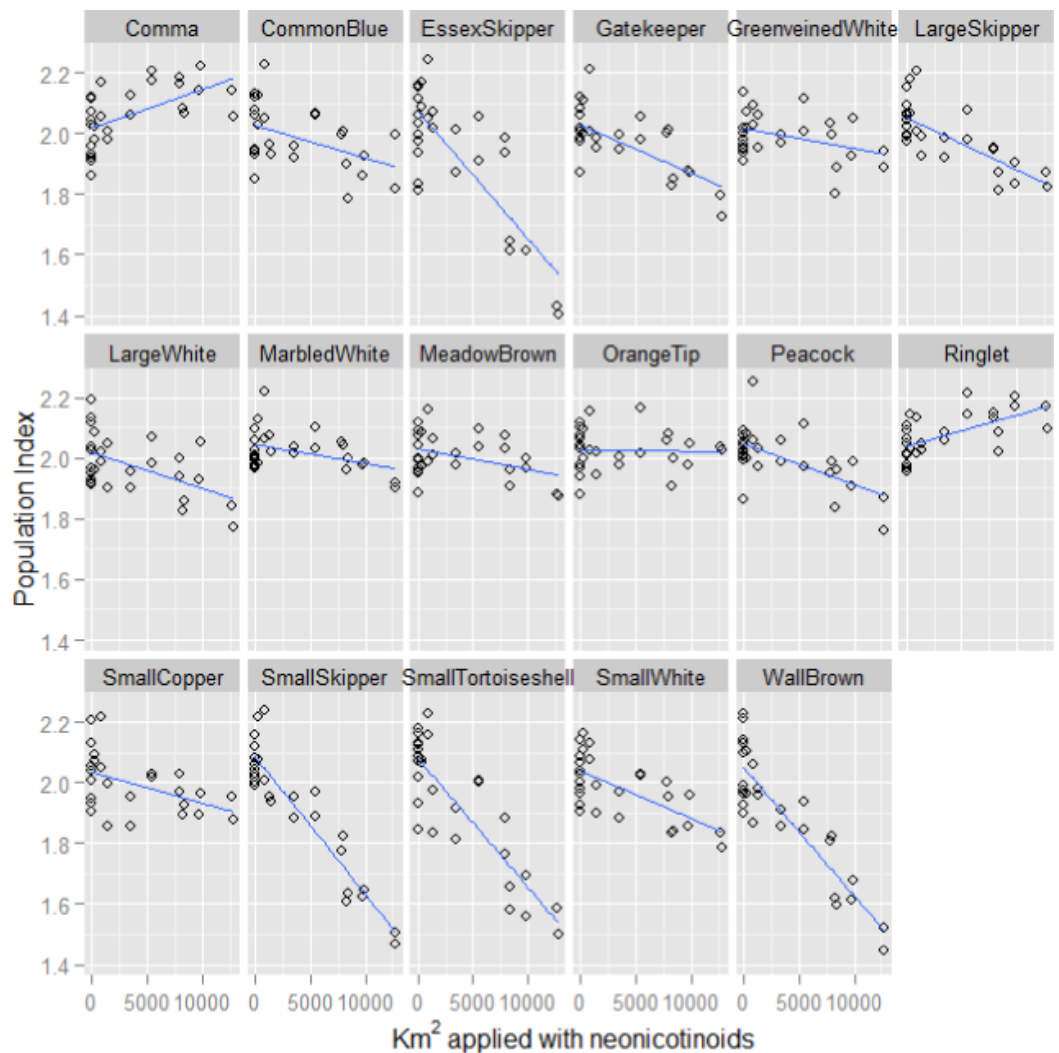 Comma CommonBlue EssexSkipper Gatekeeper GreenveinedWhite LargeSkipper
2.2
2.0
1.8
1.6
1.4
LargeWhite MarbledWhite MeadowBrown OrangeTip Peacock Ringlet
2.2
2.0
1.8
1.6
1.4
Population Index
SmallCopper SmallSkipper SmallTortoiseshell SmallWhite WallBrown
2.2
2.0
1.8
1.6
1.4
0 5000 10000 0 5000 10000 0 5000 10000 0 5000 10000 0 5000 10000
Km² applied with neonicotinoids